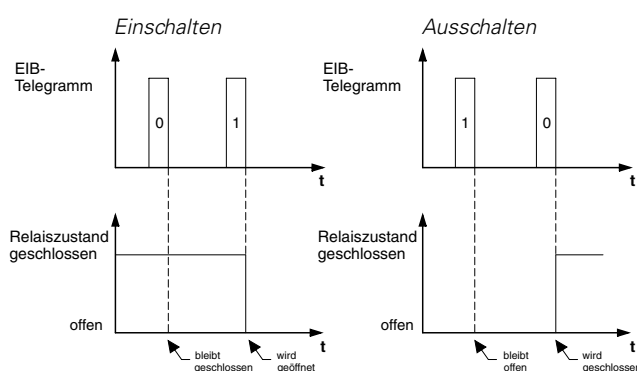 Einschalten
EIB-
Telegramm
0
1
t
Relaiszustand
geschlossen
offen
t
bleibt
geschlossen
wird
geöffnet
Ausschalten
EIB-
Telegramm
1
0
t
Relaiszustand
geschlossen
offen
t
bleibt
offen
wird
geschlossen